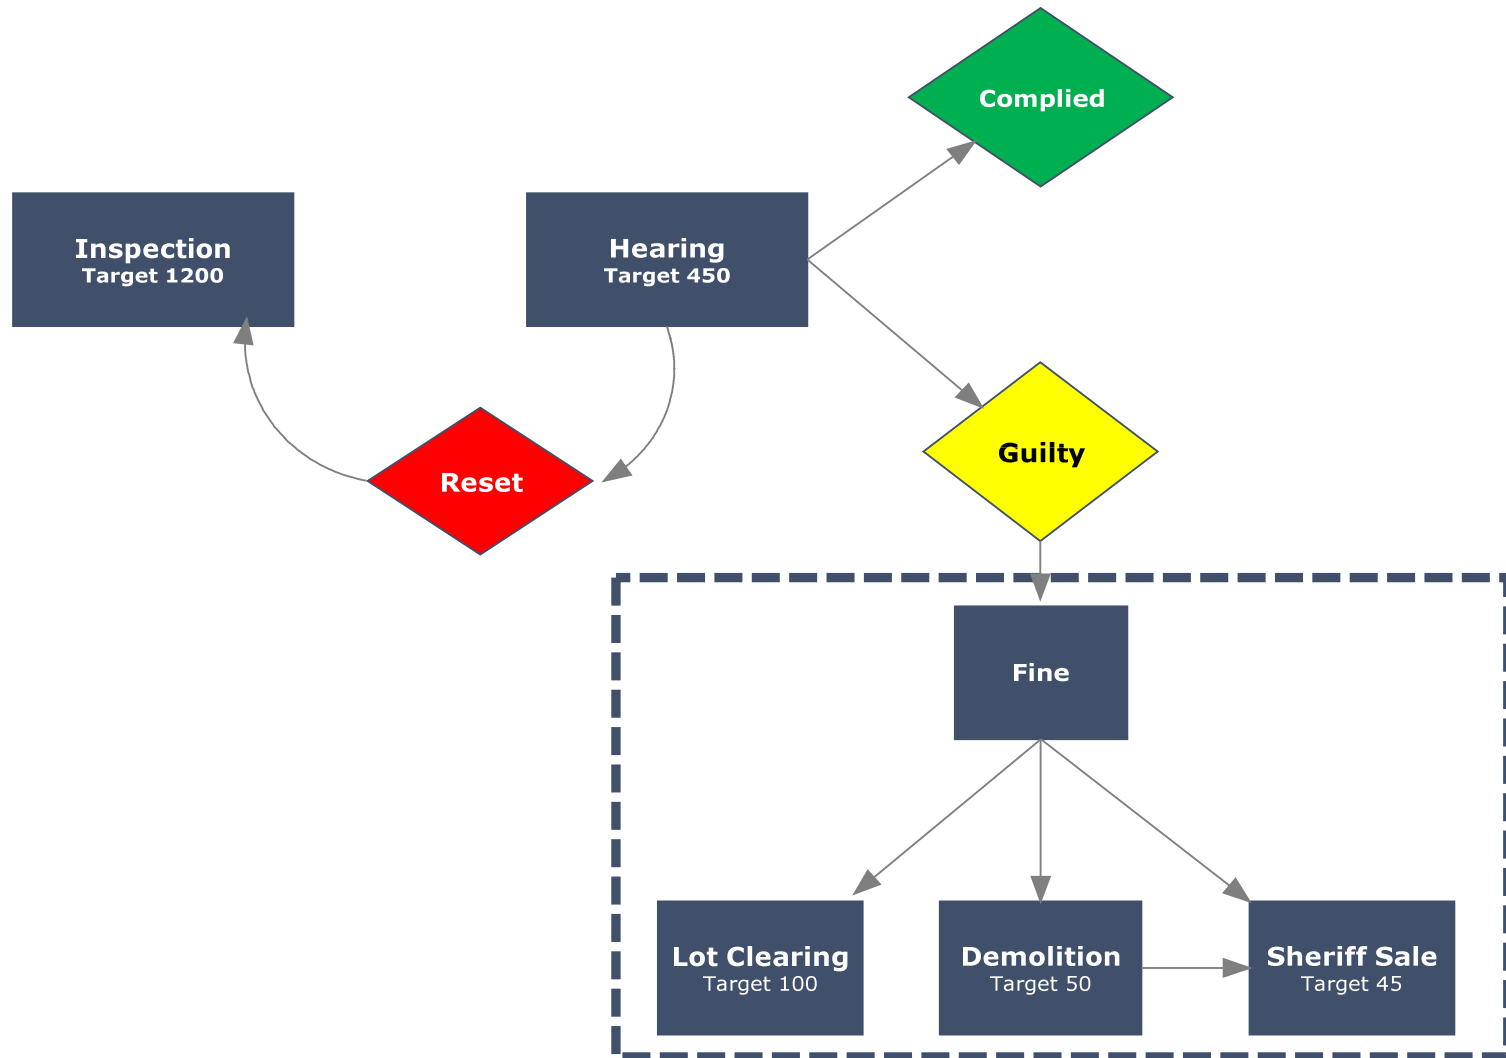 Complied
Inspection
Target 1200
Hearing
Target 450
Guilty
Reset
Fine
Lot Clearing
Target 100
Demolition
Target 50
Sheriff Sale
Target 45